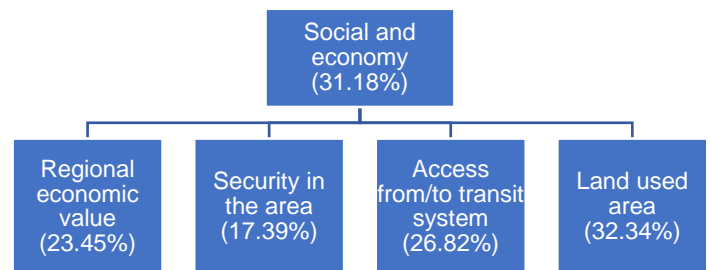 Social and
economy
(31.18%)
Regional
economic
value
(23.45%)
Security in
the area
(17.39%)
Access
from/to transit
system
(26.82%)
Land used
area
(32.34%)